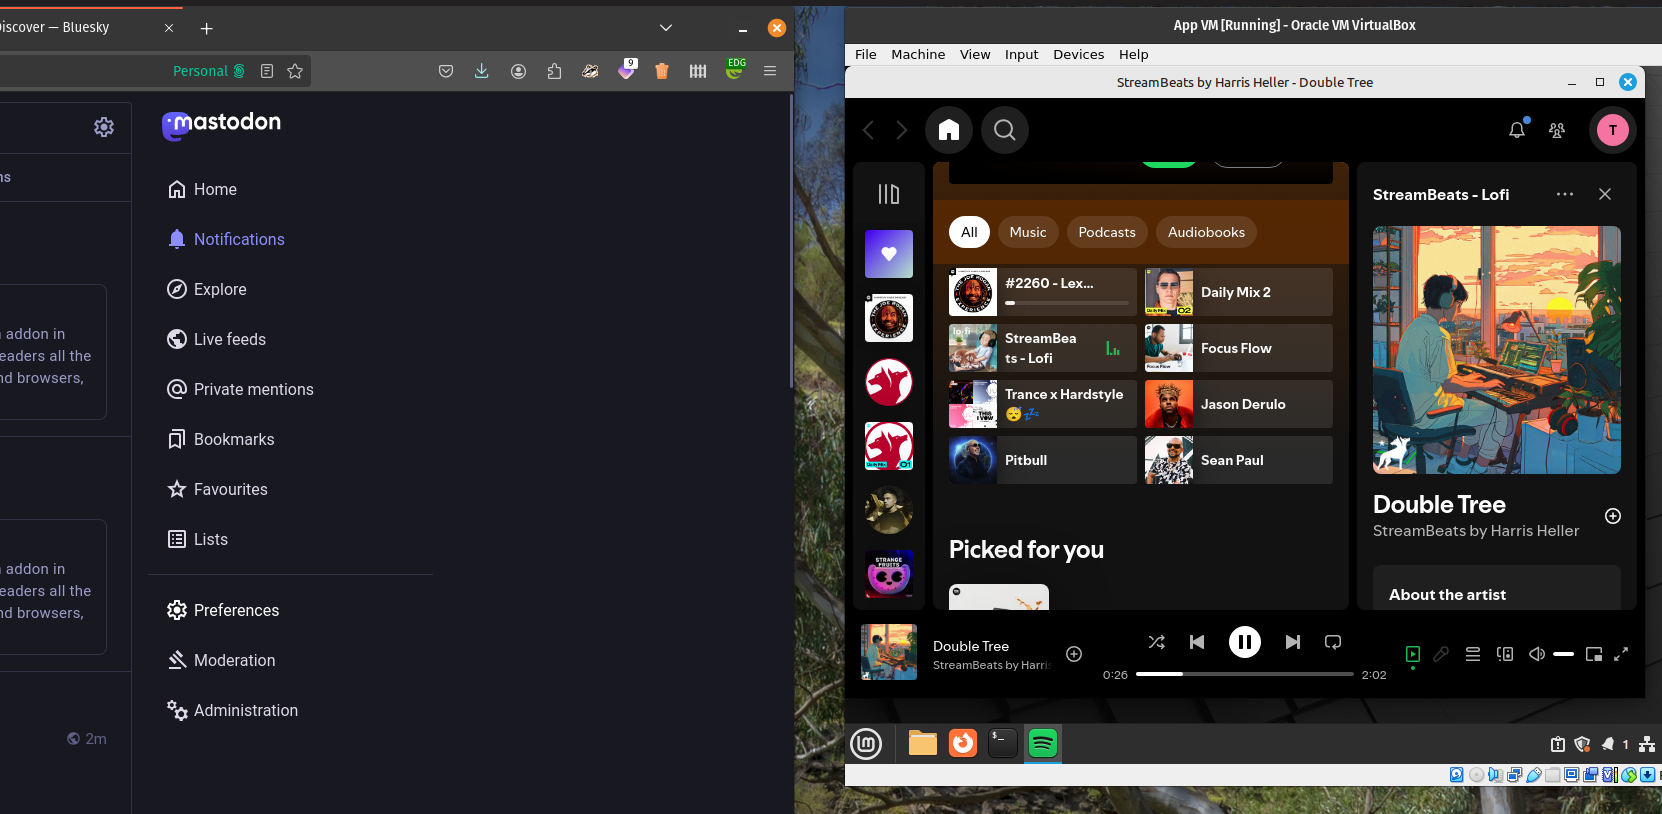 Discover — Bluesky
Personal
9
EDG
ns
n addon in
eaders all the
nd browsers,
n addon in
eaders all the
nd browsers,
2m
mastodon
Home
Notifications
Explore
Live feeds
Private mentions
Bookmarks
Favourites
Lists
Preferences
Moderation
Administration
App VM [Running] - Oracle VM VirtualBox
File Machine View Input Devices Help
StreamBeats by Harris Heller - Double Tree
T
All Music Podcasts Audiobooks
#2260 - Lex...
Daily Mix 2
StreamBea
ts - Lofi
Focus Flow
Trance x Hardstyle
😴💤
Jason Derulo
Pitbull
Sean Paul
Picked for you
StreamBeats - Lofi
Double Tree
StreamBeats by Harris Heller
About the artist
Double Tree
StreamBeats by Harris
0:26
2:02
1